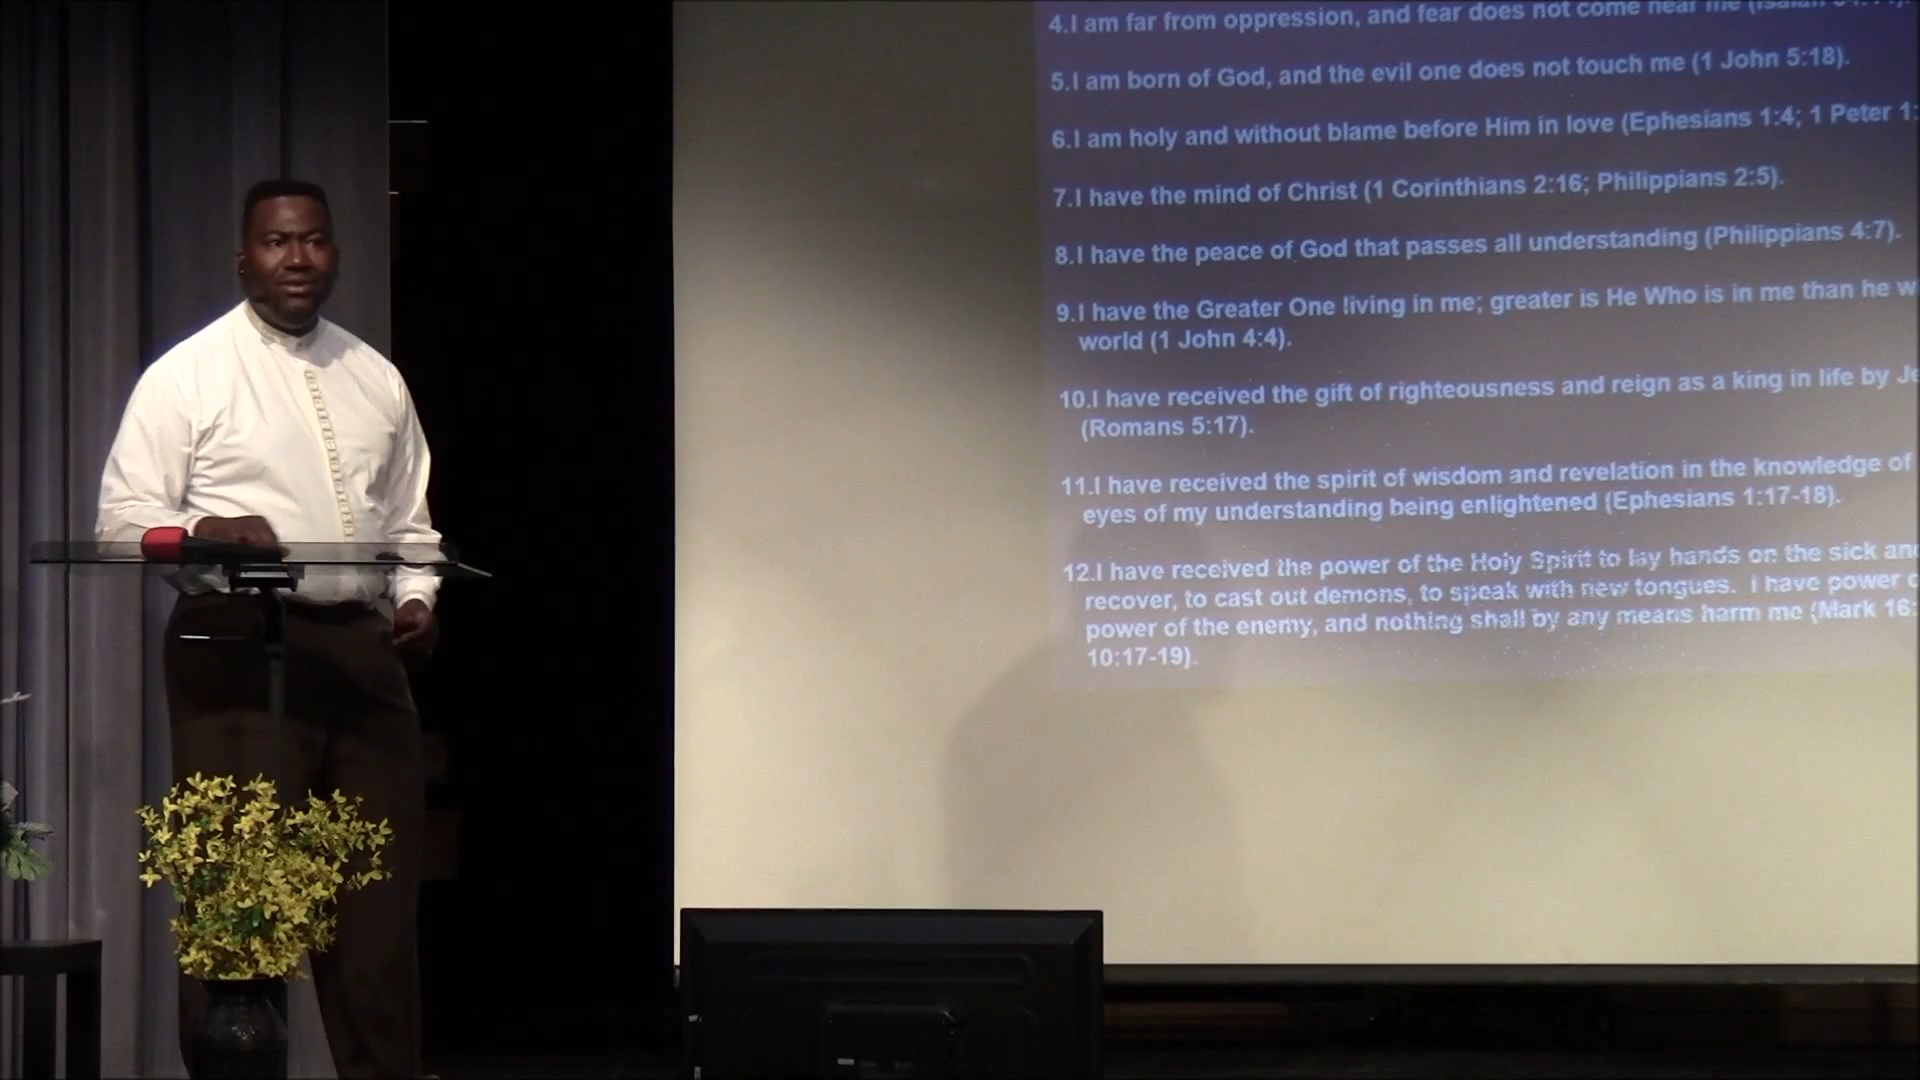 4.I am far from oppression, and fear does not come near me (Isaiah
5.I am born of God, and the evil one does not touch me (1 John 5:18).
6.I am holy and without blame before Him in love (Ephesians 1:4; 1 Peter 1:
7.I have the mind of Christ (1 Corinthians 2:16; Philippians 2:5).
8.I have the peace of God that passes all understanding (Philippians 4:7).
9.I have the Greater One living in me; greater is He Who is in me than he w
world (1 John 4:4).
10.I have received the gift of righteousness and reign as a king in life by Je
(Romans 5:17).
11.I have received the spirit of wisdom and revelation in the knowledge of
eyes of my understanding being enlightened (Ephesians 1:17-18).
12.I have received the power of the Holy Spirit to lay hands on the sick an
recover, to cast out demons, to speak with new tongues. I have power o
power of the enemy, and nothing shall by any means harm me (Mark 16:
10:17-19).